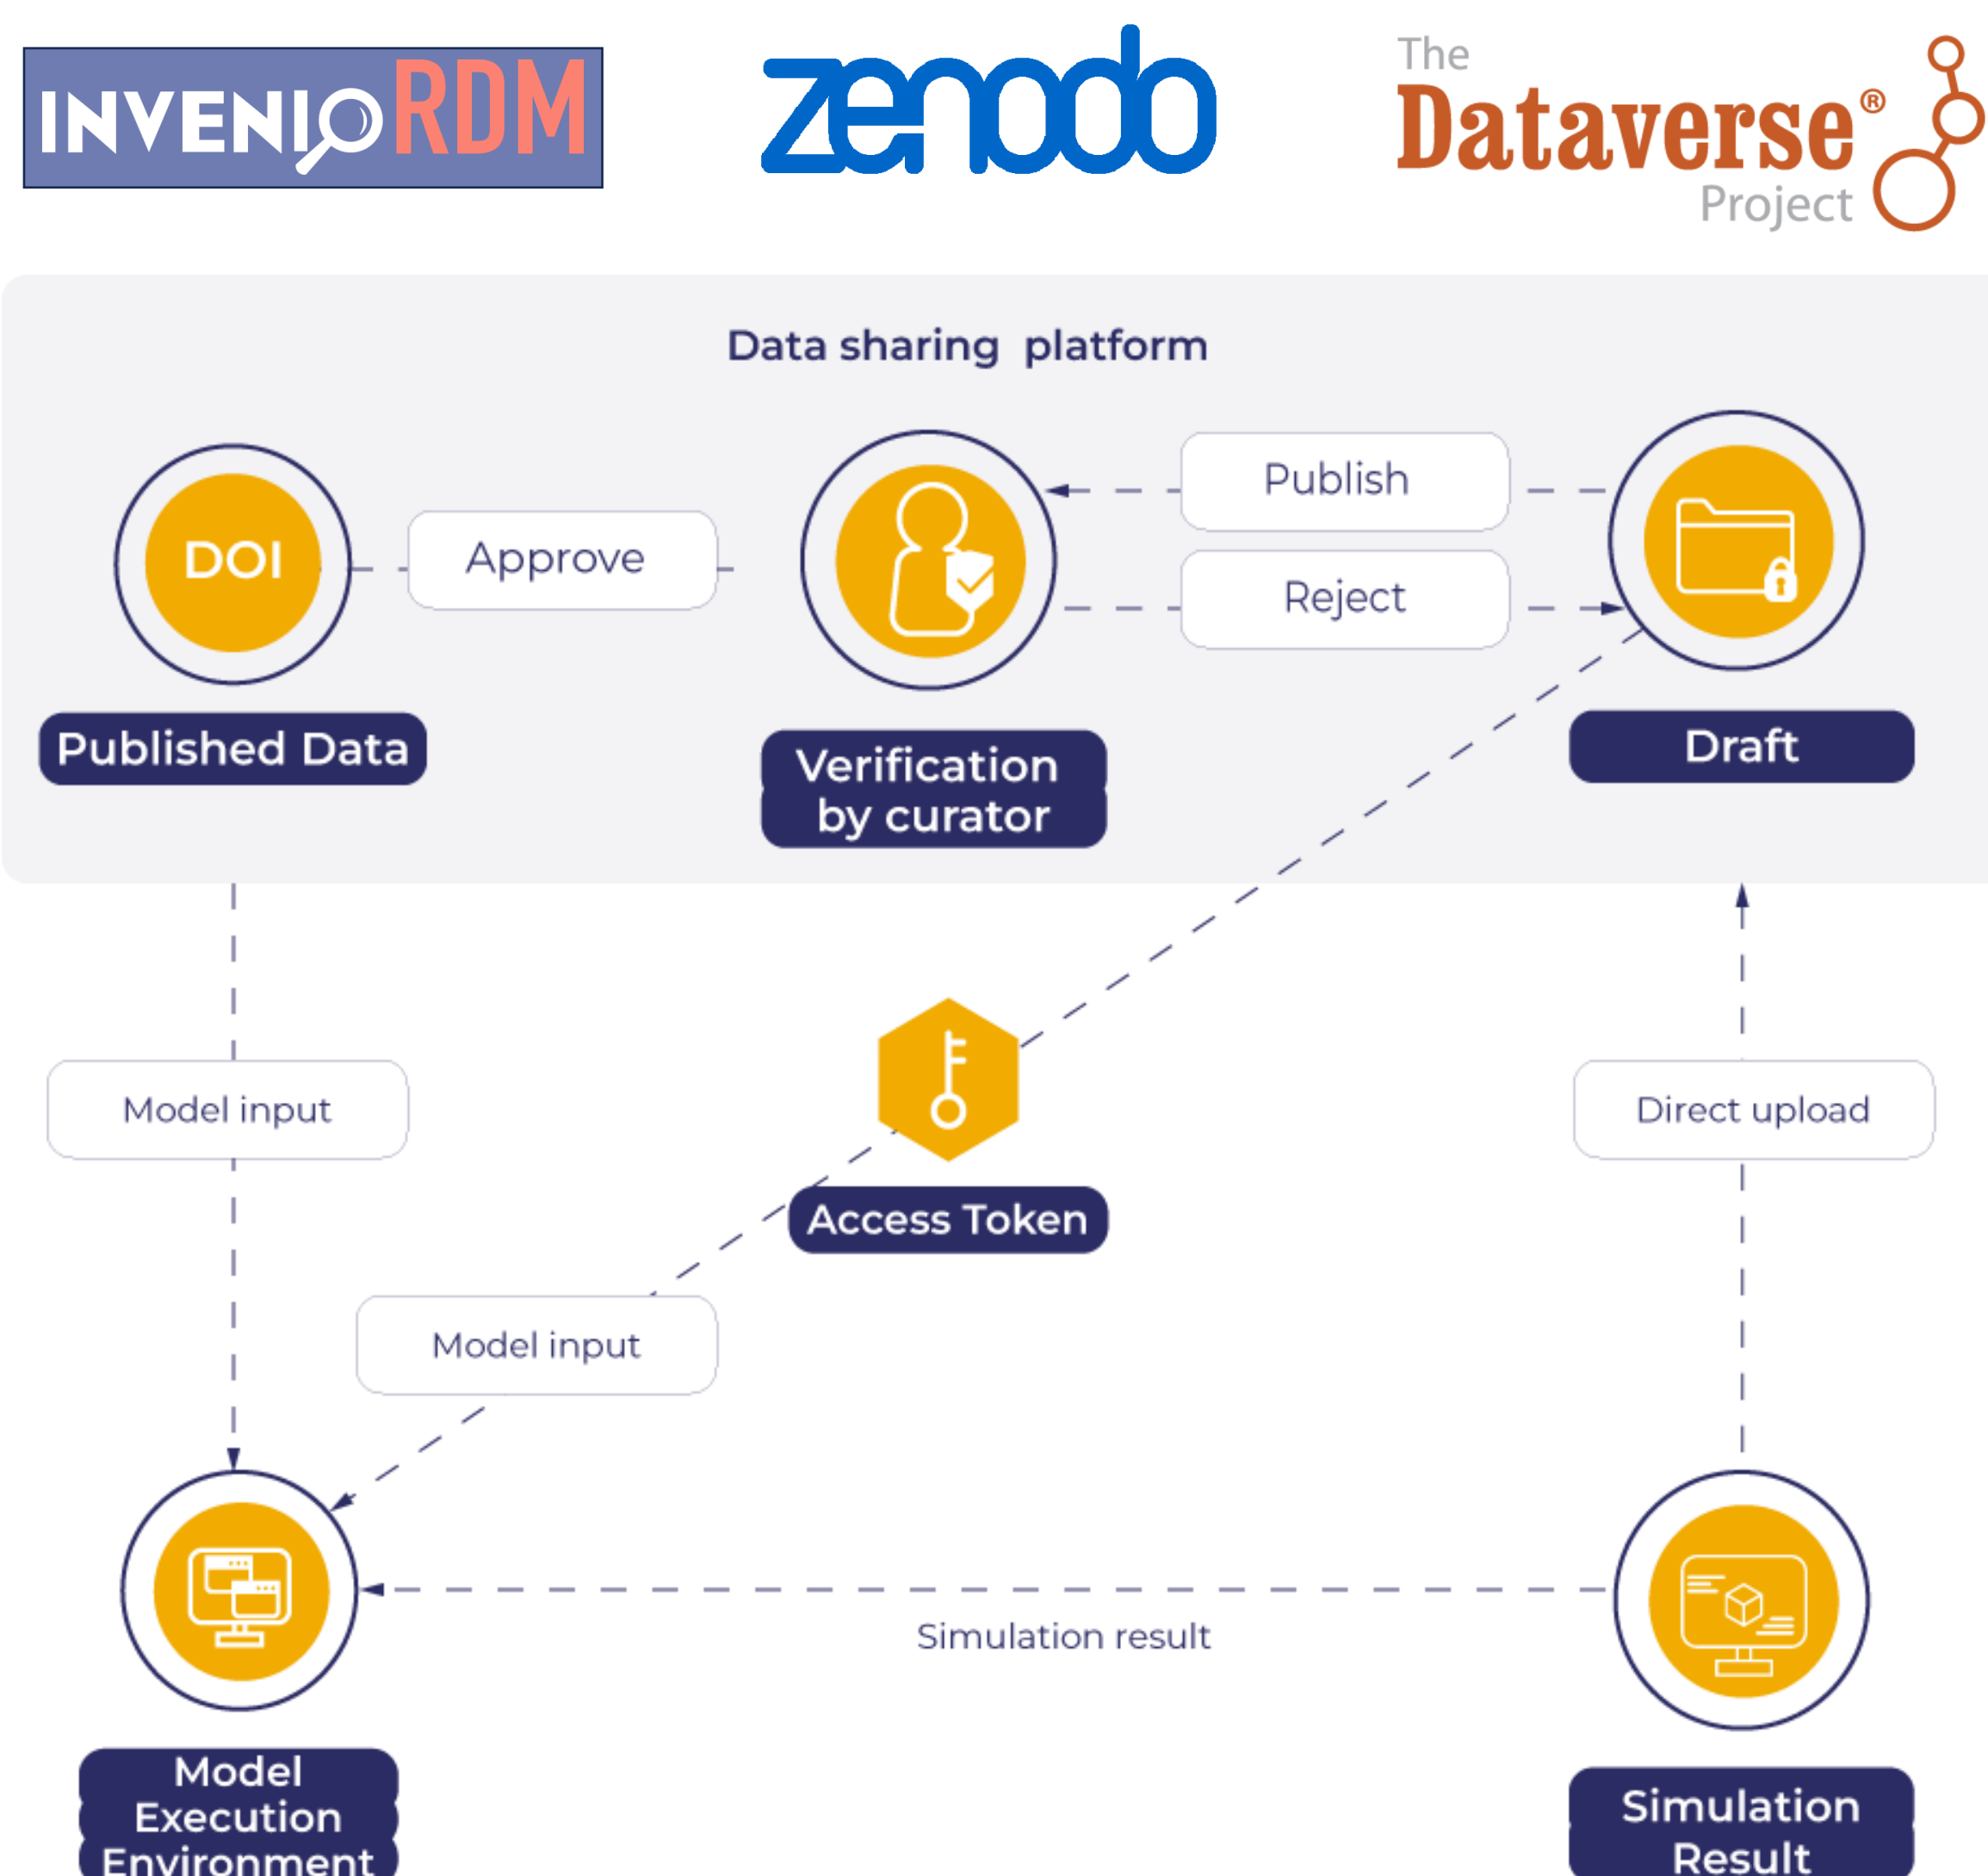 INVENIO RDM
zenodo
The
Dataverse®
Project
Data sharing platform
Publish
DOI
Approve
Reject
Published Data
Verification
by curator
Draft
Model input
Direct upload
Access Token
Model input
Simulation result
Model
Execution
Environment
Simulation
Result